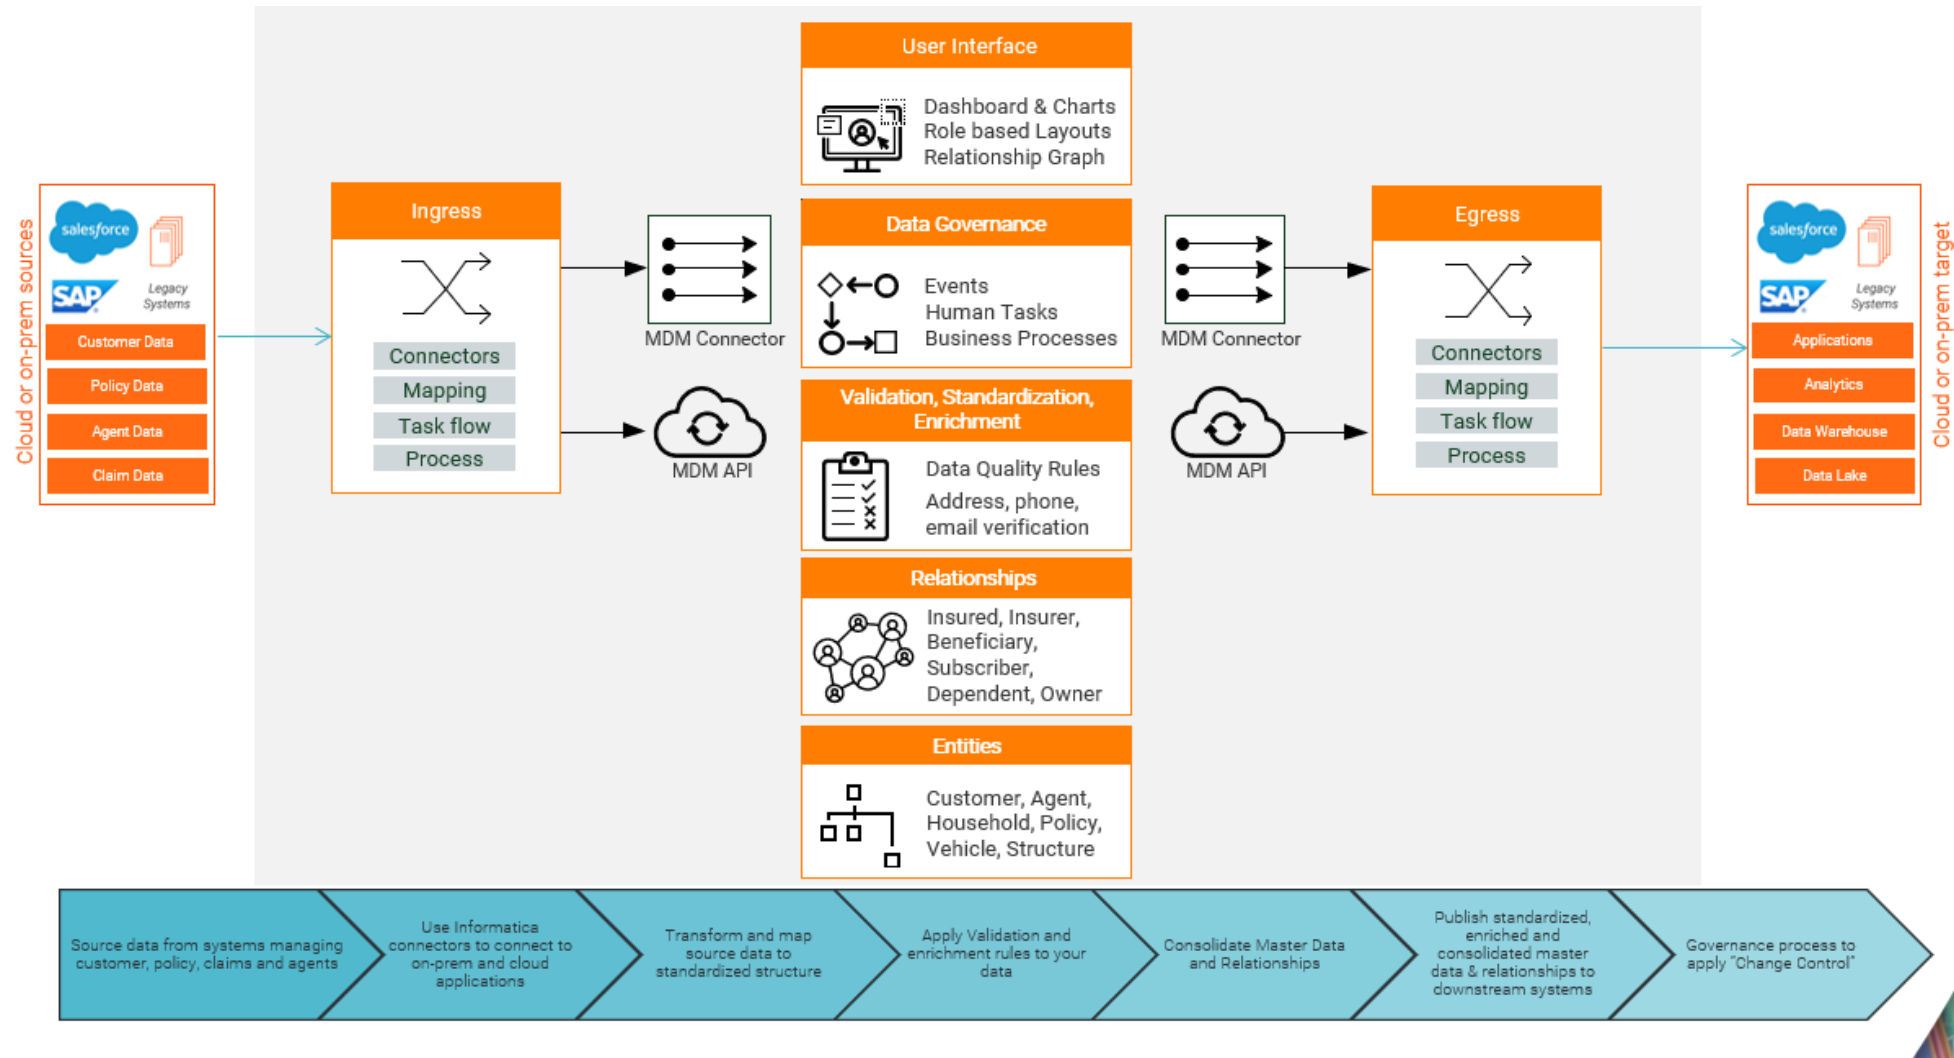 Cloud or on-prem sources
salesforce
SAP
Legacy
Systems
Customer Data
Policy Data
Agent Data
Claim Data
Ingress
Connectors
Mapping
Task flow
Process
MDM Connector
MDM API
User Interface
Dashboard & Charts
Role based Layouts
Relationship Graph
Data Governance
Events
Human Tasks
Business Processes
Validation, Standardization,
Enrichment
Data Quality Rules
Address, phone,
email verification
Relationships
Insured, Insurer,
Beneficiary,
Subscriber,
Dependent, Owner
Entities
Customer, Agent,
Household, Policy,
Vehicle, Structure
MDM Connector
MDM API
Egress
Connectors
Mapping
Task flow
Process
salesforce
SAP
Legacy
Systems
Applications
Analytics
Data Warehouse
Data Lake
Cloud or on-prem target
Source data from systems managing
customer, policy, claims and agents
Use Informatica
connectors to connect to
on-prem and cloud
applications
Transform and map
source data to
standardized structure
Apply Validation and
enrichment rules to your
data
Consolidate Master Data
and Relationships
Publish standardized,
enriched and
consolidated master
data & relationships to
downstream systems
Governance process to
apply “Change Control”